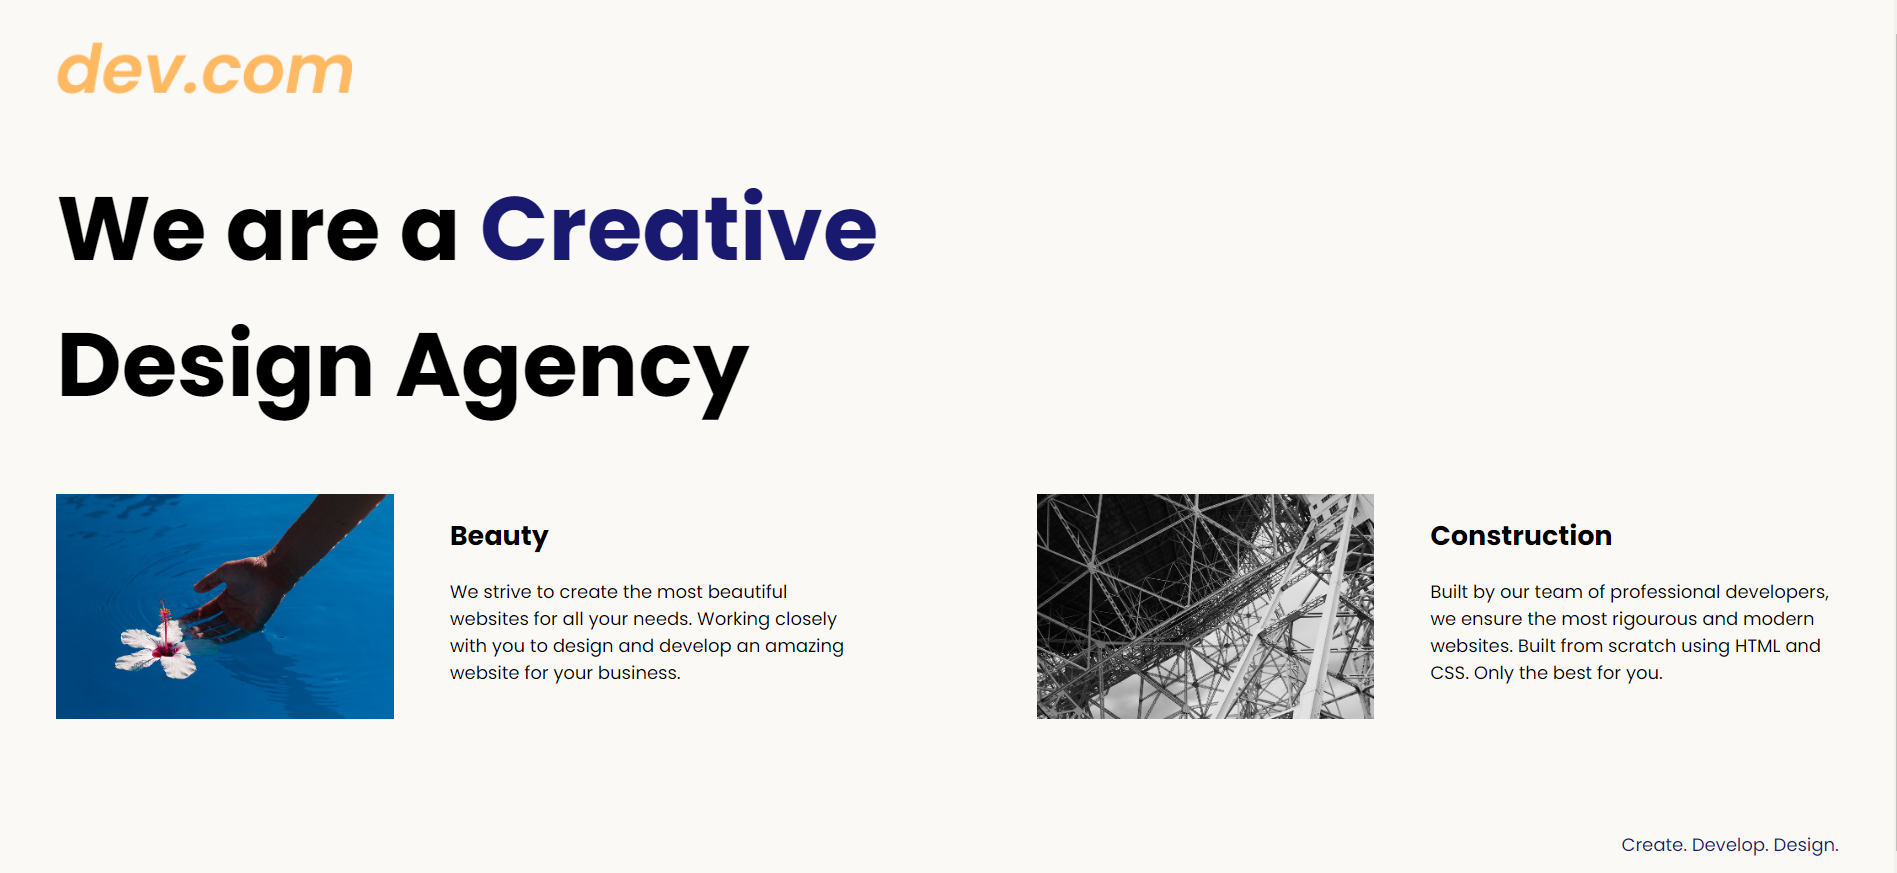 dev.com
We are a Creative
Design Agency
Beauty
We strive to create the most beautiful
websites for all your needs. Working closely
with you to design and develop an amazing
website for your business.
Construction
Built by our team of professional developers,
we ensure the most rigourous and modern
websites. Built from scratch using HTML and
CSS. Only the best for you.
Create. Develop. Design.